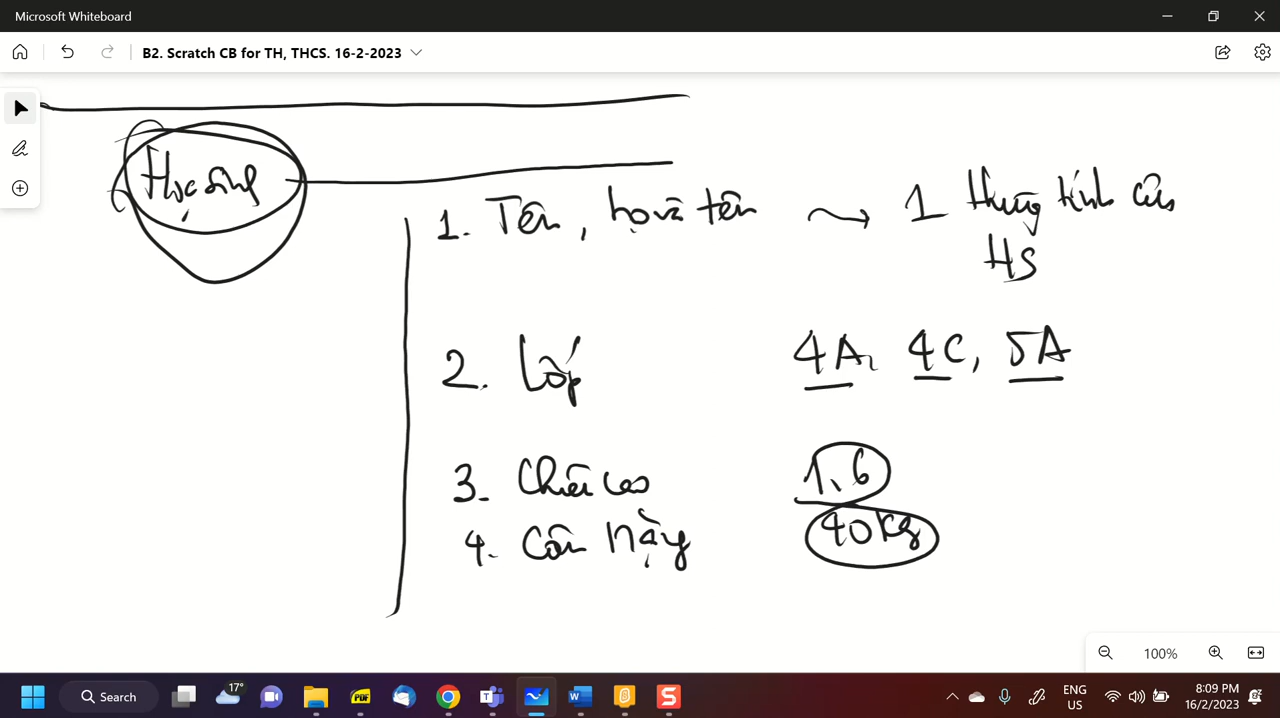 Microsoft Whiteboard
B2. Scratch CB for TH, THCS. 16-2-2023
Học sinh
1. Tên, họ và tên 1 thuộc tính của
HS
2. Lớp 4A, 4C, 5A
3. Chiều cao 1,6
4. Cân nặng 40kg
100%
Search 17° PDF ENG
US 8:09 PM
16/2/2023